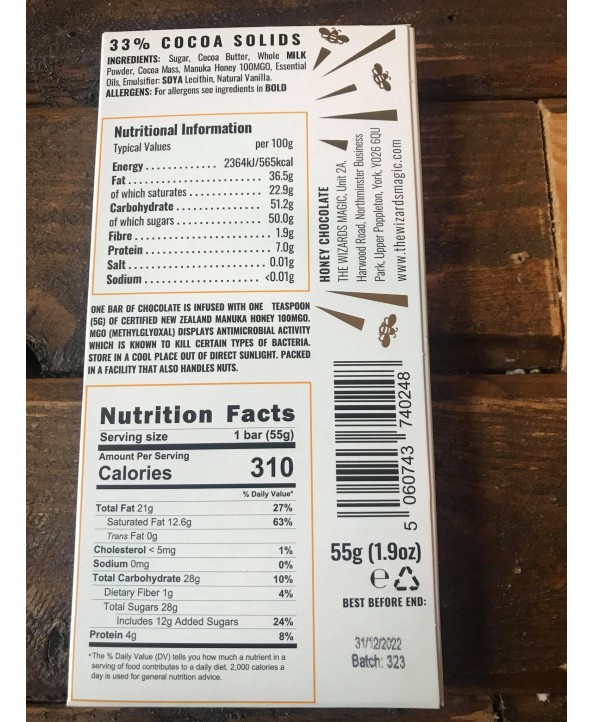 33% COCOA SOLIDS
INGREDIENTS: Sugar, Cocoa Butter, Whole MILK
Powder, Cocoa Mass, Manuka Honey 100MGO, Essential
Oils, Emulsifier: SOYA Lecithin, Natural Vanilla.
ALLERGENS: For allergens see ingredients in BOLD
Nutritional Information
Typical Values per 100g
Energy ............ 2364kJ/565kcal
Fat ..................... 36.5g
of which saturates ........... 22.9g
Carbohydrate ............. 51.2g
of which sugars ............. 50.0g
Fibre .................... 1.9g
Protein ................... 7.0g
Salt ..................... 0.01g
Sodium .................. <0.01g
ONE BAR OF CHOCOLATE IS INFUSED WITH ONE TEASPOON
(5G) OF CERTIFIED NEW ZEALAND MANUKA HONEY 100MGO.
MGO (METHYLGLYOXAL) DISPLAYS ANTIMICROBIAL ACTIVITY
WHICH IS KNOWN TO KILL CERTAIN TYPES OF BACTERIA.
STORE IN A COOL PLACE OUT OF DIRECT SUNLIGHT. PACKED
IN A FACILITY THAT ALSO HANDLES NUTS.
Nutrition Facts
Serving size 1 bar (55g)
Amount Per Serving
Calories 310
% Daily Value*
Total Fat 21g 27%
Saturated Fat 12.6g 63%
Trans Fat 0g
Cholesterol < 5mg 1%
Sodium 0mg 0%
Total Carbohydrate 28g 10%
Dietary Fiber 1g 4%
Total Sugars 28g
Includes 12g Added Sugars 24%
Protein 4g 8%
*The % Daily Value (DV) tells you how much a nutrient in a
serving of food contributes to a daily diet. 2,000 calories a
day is used for general nutrition advice.
HONEY CHOCOLATE
THE WIZARDS MAGIC, Unit 2A,
Harwood Road, Northminster Business
Park, Upper Poppleton, York, YO26 6QU
www.thewizardsmagic.com
5 060743 740248
55g (1.9oz)
e
BEST BEFORE END:
31/12/2022
Batch: 323